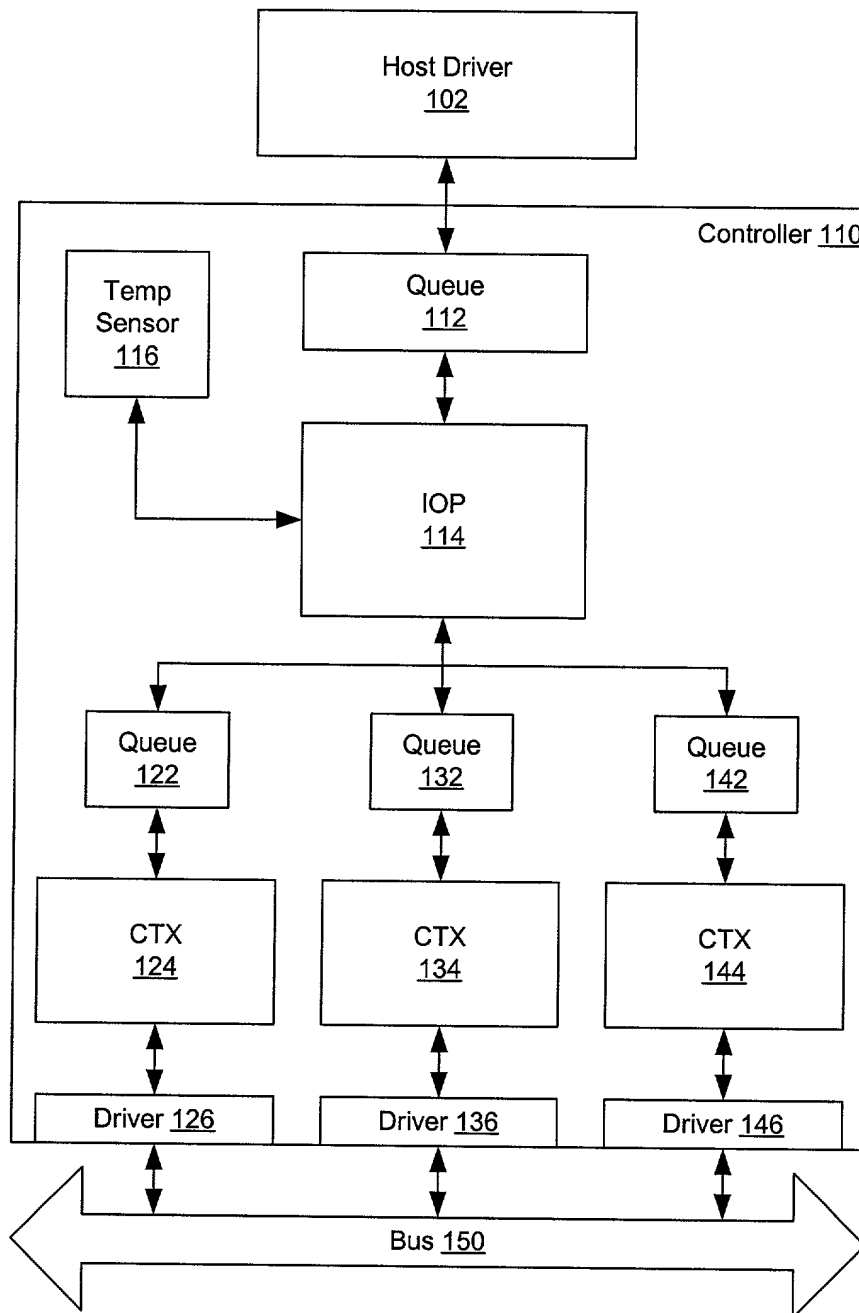 Host Driver
102
Controller 110
Temp
Sensor
116
Queue
112
IOP
114
Queue
122
Queue
132
Queue
142
CTX
124
CTX
134
CTX
144
Driver 126
Driver 136
Driver 146
Bus 150